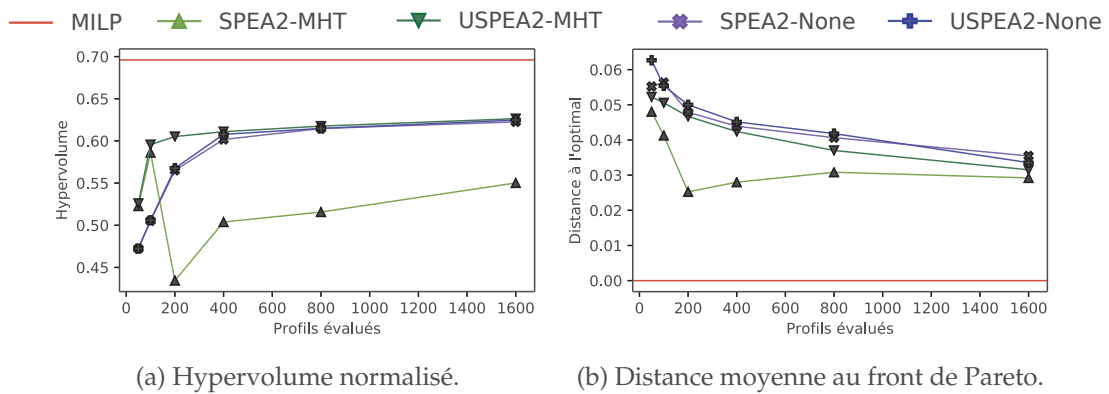 MILP SPEA2-MHT USPEA2-MHT SPEA2-None USPEA2-None
Hypervolume
0.70
0.65
0.60
0.55
0.50
0.45
0 200 400 600 800 1000 1200 1400 1600
Profils évalués
(a) Hypervolume normalisé.
Distance à l'optimal
0.06
0.05
0.04
0.03
0.02
0.01
0.00
0 200 400 600 800 1000 1200 1400 1600
Profils évalués
(b) Distance moyenne au front de Pareto.